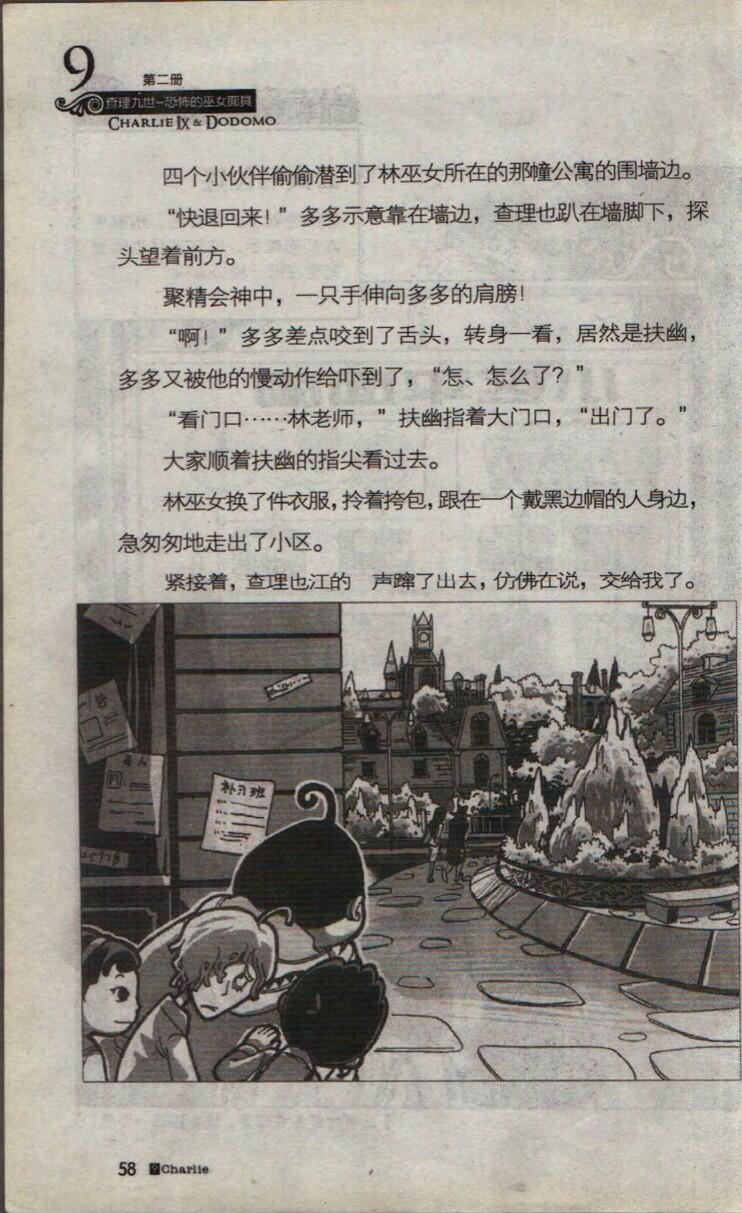 9
第二册
查理九世-恐怖的巫女面具
CHARLIE IX & DODOMO
四个小伙伴偷偷潜到了林巫女所在的那幢公寓的围墙边。
“快退回来！”多多示意靠在墙边，查理也趴在墙脚下，探
头望着前方。
聚精会神中，一只手伸向多多的肩膀！
“啊！”多多差点咬到了舌头，转身一看，居然是扶幽，
多多又被他的慢动作给吓到了，“怎、怎么了？”
“看门口……林老师，”扶幽指着大门口，“出门了。”
大家顺着扶幽的指尖看过去。
林巫女换了件衣服，拎着挎包，跟在一个戴黑边帽的人身边，
急匆匆地走出了小区。
紧接着，查理也江的 声蹿了出去，仿佛在说，交给我了。
寻人
补习班
58 Charlie